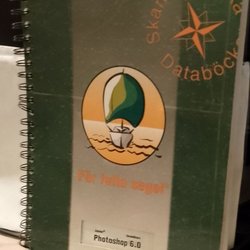 Databöck
För fulla segel
Photoshop 6.0